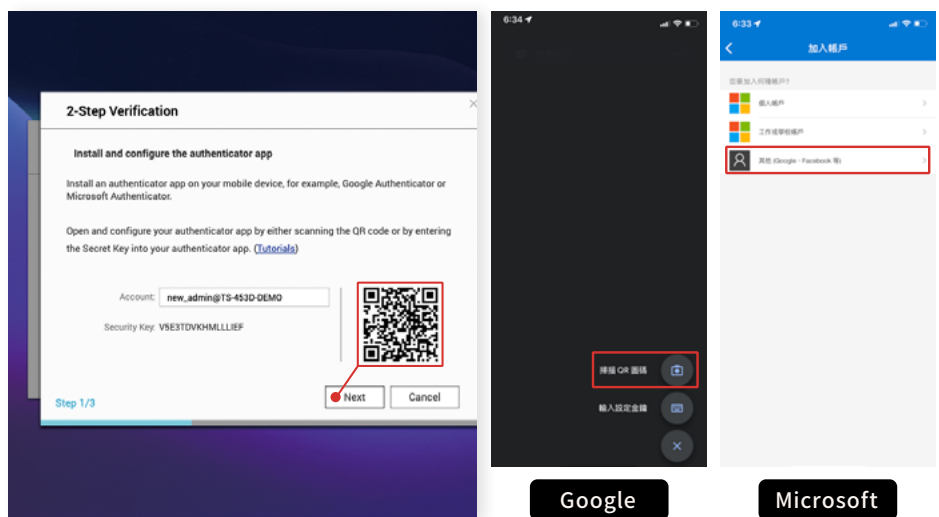 2-Step Verification
Install and configure the authenticator app
Install an authenticator app on your mobile device, for example, Google Authenticator or
Microsoft Authenticator.
Open and configure your authenticator app by either scanning the QR code or by entering
the Secret Key into your authenticator app. (Tutorials)
Account: new_admin@TS-453D-DEMO
Security Key: V5E3TDVKHMLLLIEF
Step 1/3
Next
Cancel
6:34
掃描 QR 圖碼
輸入設定金鑰
Google
6:33
加入帳戶
您要加入何種帳戶?
個人帳戶
工作或學校帳戶
其他 (Google、Facebook 等)
Microsoft